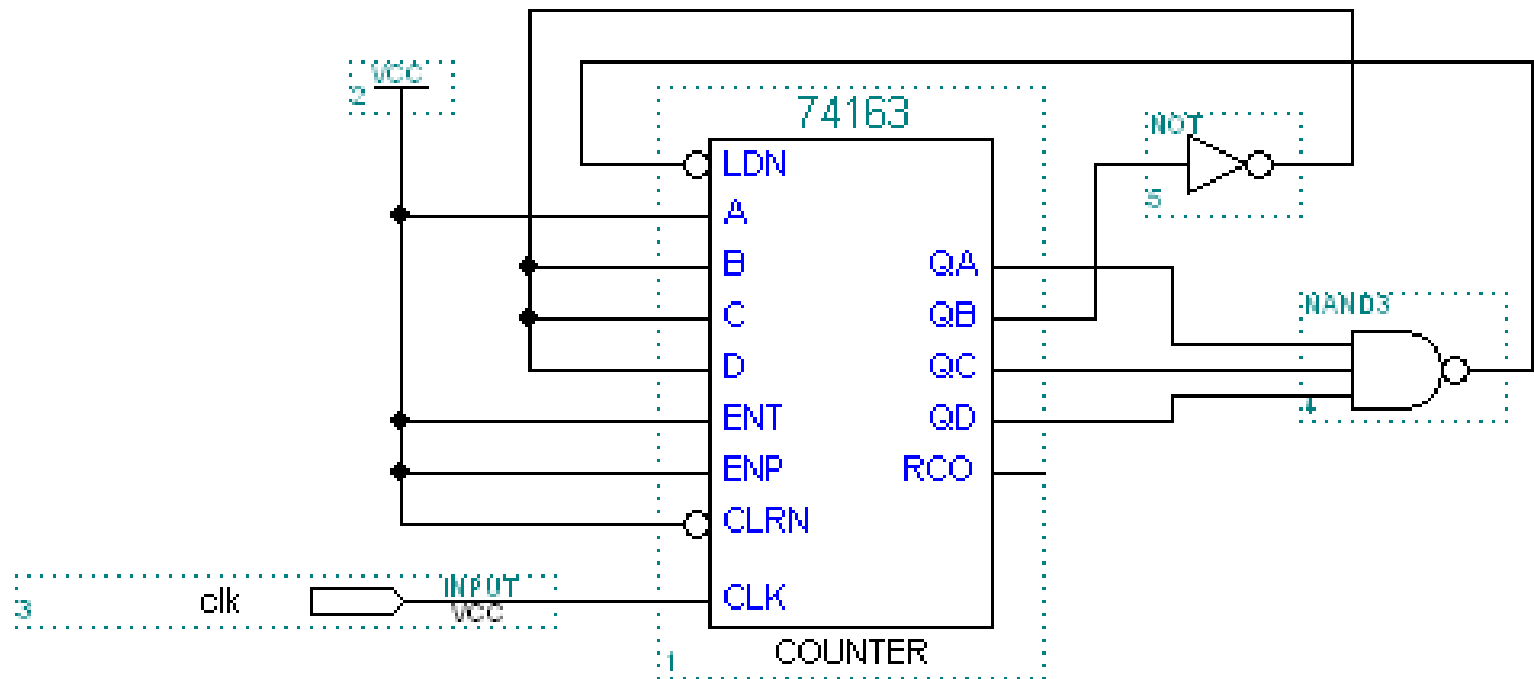 VCC
2
74163
NOT
5
LDN
A
B
C
D
ENT
ENP
CLRN
CLK
QA
QB
QC
QD
RCO
NAND3
4
clk
INPUT
VCC
3
COUNTER
1